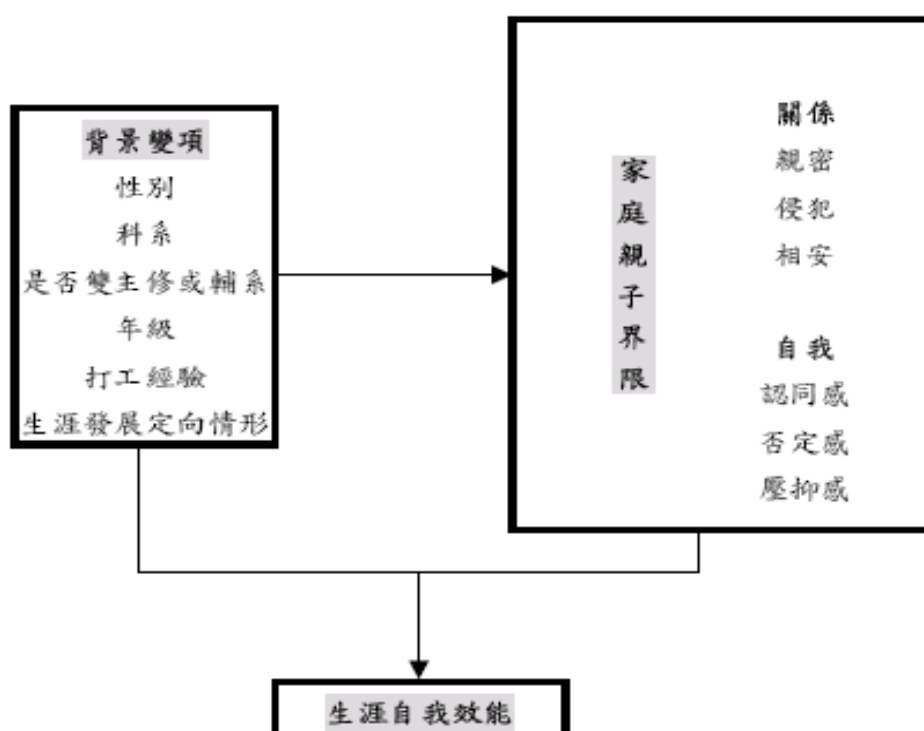 背景變項
性別
科系
是否雙主修或輔系
年級
打工經驗
生涯發展定向情形
家庭親子界限
關係
親密
侵犯
相安
自我
認同感
否定感
壓抑感
生涯自我效能